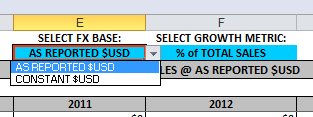 E F
SELECT FX BASE: SELECT GROWTH METRIC:
AS REPORTED $USD % of TOTAL SALES
AS REPORTED $USD LES @ AS REPORTED $USD
CONSTANT $USD
2011 2012